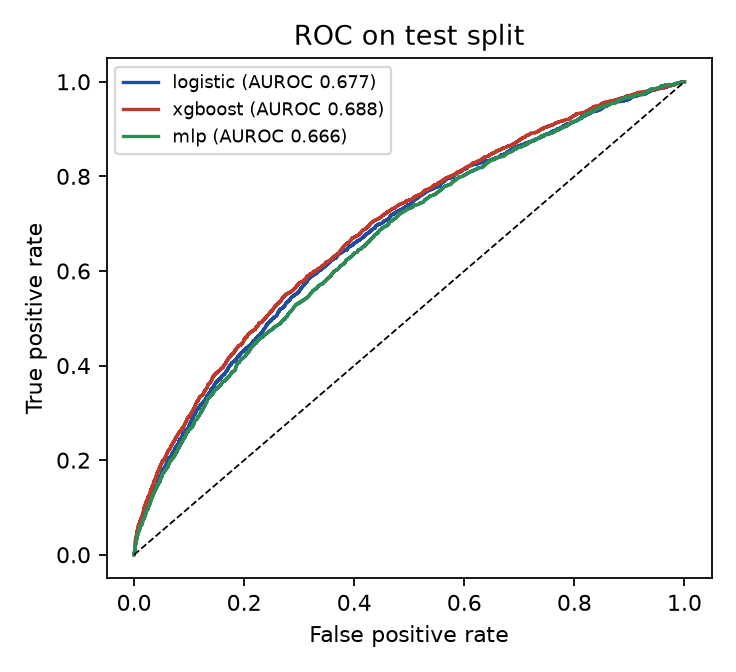 ROC on test split
logistic (AUROC 0.677)
xgboost (AUROC 0.688)
mlp (AUROC 0.666)
True positive rate
1.0
0.8
0.6
0.4
0.2
0.0
0.0 0.2 0.4 0.6 0.8 1.0
False positive rate